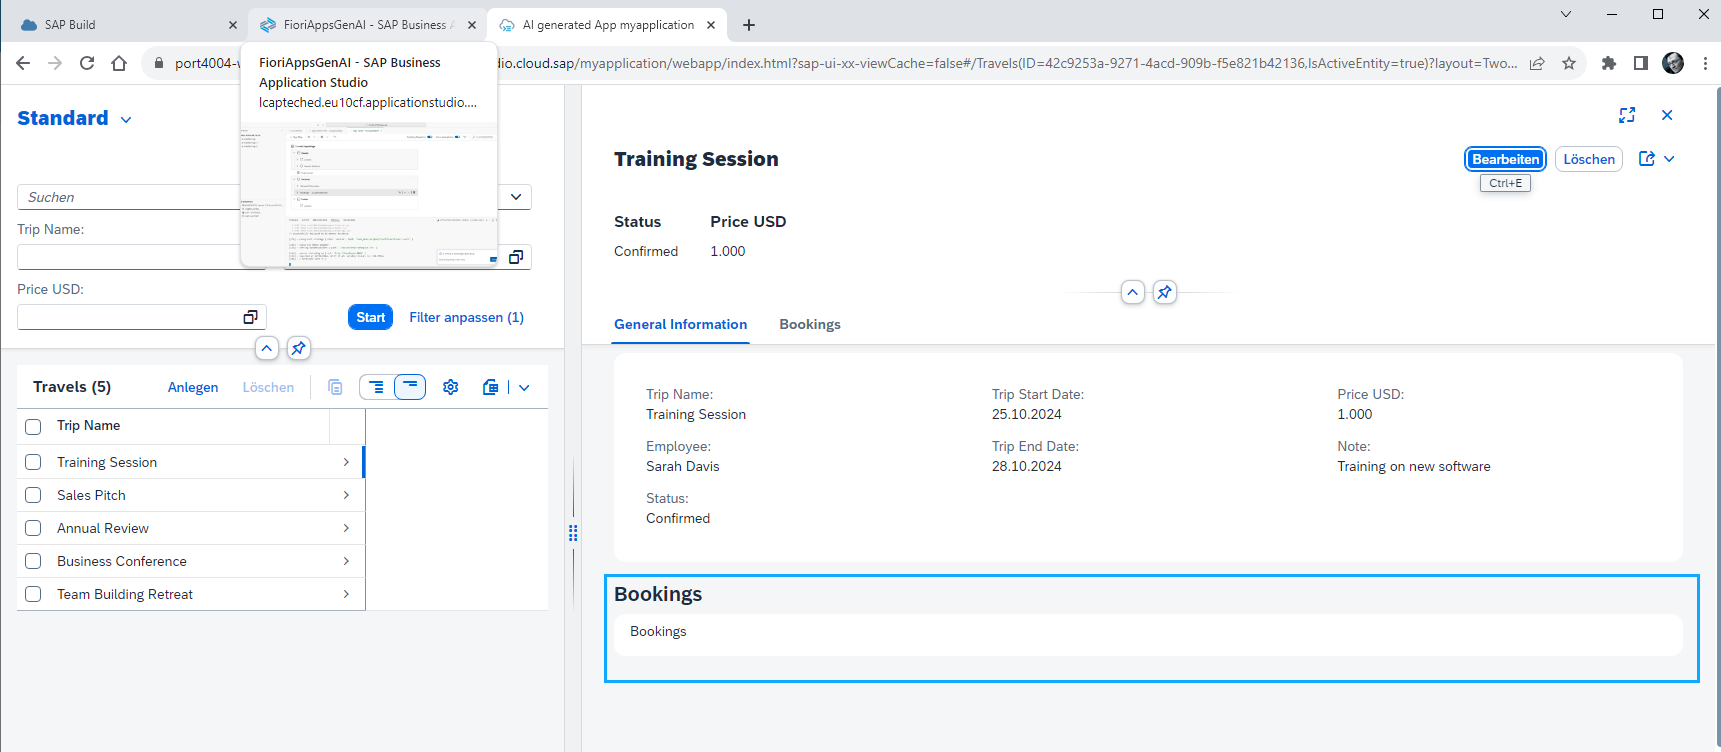 SAP Build
FioriAppsGenAI - SAP Business A
AI generated App myapplication
port4004-w
dio.cloud.sap/myapplication/webapp/index.html?sap-ui-xx-viewCache=false#/Travels(ID=42c9253a-9271-4acd-909b-f5e821b42136,IsActiveEntity=true)?layout=Two...
FioriAppsGenAI - SAP Business
Application Studio
lcapteched.eu10cf.applicationstudio....
Standard
Suchen
Trip Name:
Price USD:
Start
Filter anpassen (1)
Travels (5)
Anlegen
Löschen
Trip Name
Training Session
Sales Pitch
Annual Review
Business Conference
Team Building Retreat
Training Session
Bearbeiten
Löschen
Ctrl+E
Status
Price USD
Confirmed
1.000
General Information
Bookings
Trip Name:
Training Session
Trip Start Date:
25.10.2024
Price USD:
1.000
Employee:
Sarah Davis
Trip End Date:
28.10.2024
Note:
Training on new software
Status:
Confirmed
Bookings
Bookings